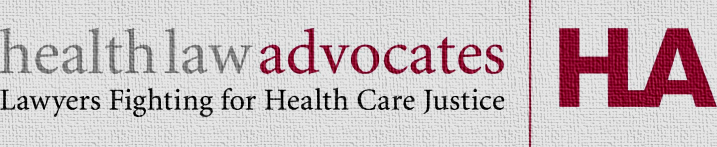 health law advocates
Lawyers Fighting for Health Care Justice
HLA